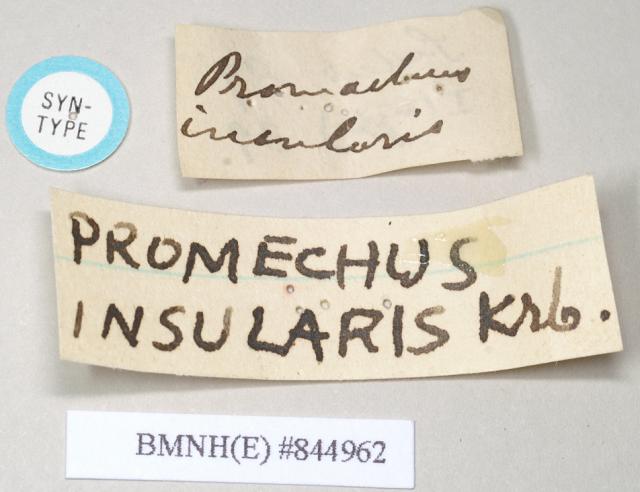 SYN-
TYPE
Promechus
insularis
PROMECHUS
INSULARIS Krb.
BMNH(E) #844962